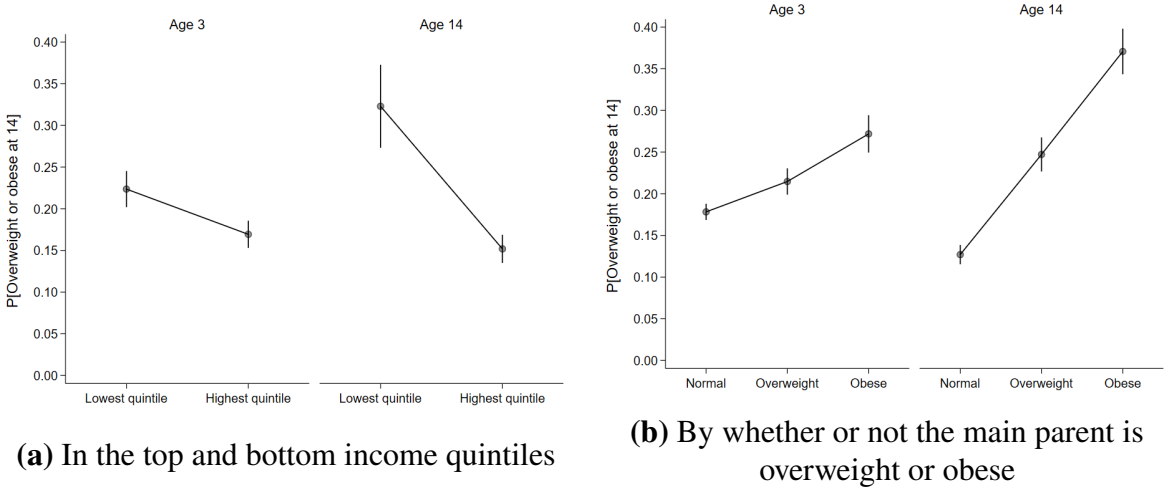 Age 3
Age 14
P[Overweight or obese at 14]
0.40
0.35
0.30
0.25
0.20
0.15
0.10
0.05
0.00
Lowest quintile
Highest quintile
Lowest quintile
Highest quintile
(a) In the top and bottom income quintiles
Age 3
Age 14
P[Overweight or obese at 14]
0.40
0.35
0.30
0.25
0.20
0.15
0.10
0.05
0.00
Normal
Overweight
Obese
Normal
Overweight
Obese
(b) By whether or not the main parent is
overweight or obese